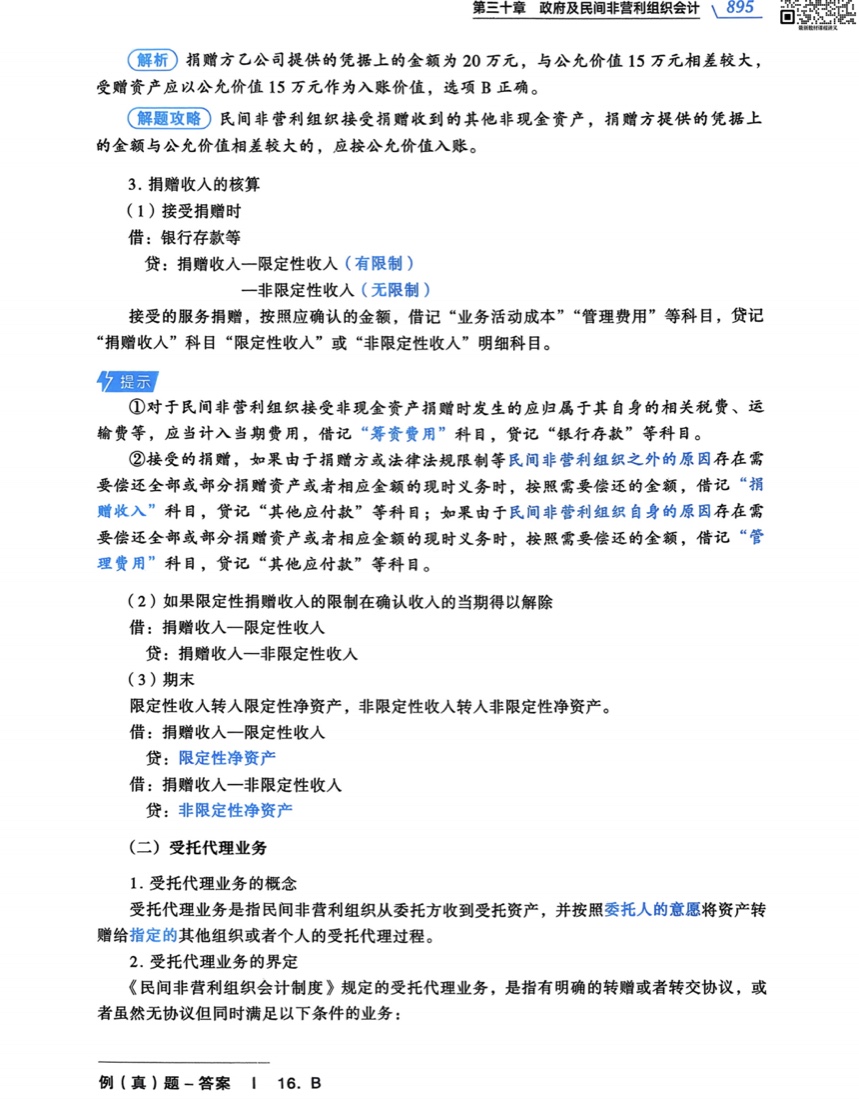 第三十章 政府及民间非营利组织会计 895
解析 捐赠方乙公司提供的凭据上的金额为 20 万元，与公允价值 15 万元相差较大，
受赠资产应以公允价值 15 万元作为入账价值，选项 B 正确。
解题攻略 民间非营利组织接受捐赠收到的其他非现金资产，捐赠方提供的凭据上
的金额与公允价值相差较大的，应按公允价值入账。
3. 捐赠收入的核算
（1）接受捐赠时
借：银行存款等
贷：捐赠收入—限定性收入（有限制）
—非限定性收入（无限制）
接受的服务捐赠，按照应确认的金额，借记“业务活动成本”“管理费用”等科目，贷记
“捐赠收入”科目“限定性收入”或“非限定性收入”明细科目。
提示
①对于民间非营利组织接受非现金资产捐赠时发生的应归属于其自身的相关税费、运
输费等，应当计入当期费用，借记“筹资费用”科目，贷记“银行存款”等科目。
②接受的捐赠，如果由于捐赠方或法律法规限制等民间非营利组织之外的原因存在需
要偿还全部或部分捐赠资产或者相应金额的现时义务时，按照需要偿还的金额，借记“捐
赠收入”科目，贷记“其他应付款”等科目；如果由于民间非营利组织自身的原因存在需
要偿还全部或部分捐赠资产或者相应金额的现时义务时，按照需要偿还的金额，借记“管
理费用”科目，贷记“其他应付款”等科目。
（2）如果限定性捐赠收入的限制在确认收入的当期得以解除
借：捐赠收入—限定性收入
贷：捐赠收入—非限定性收入
（3）期末
限定性收入转入限定性净资产，非限定性收入转入非限定性净资产。
借：捐赠收入—限定性收入
贷：限定性净资产
借：捐赠收入—非限定性收入
贷：非限定性净资产
（二）受托代理业务
1. 受托代理业务的概念
受托代理业务是指民间非营利组织从委托方收到受托资产，并按照委托人的意愿将资产转
赠给指定的其他组织或者个人的受托代理过程。
2. 受托代理业务的界定
《民间非营利组织会计制度》规定的受托代理业务，是指有明确的转赠或者转交协议，或
者虽然无协议但同时满足以下条件的业务：
例（真）题－答案 | 16. B